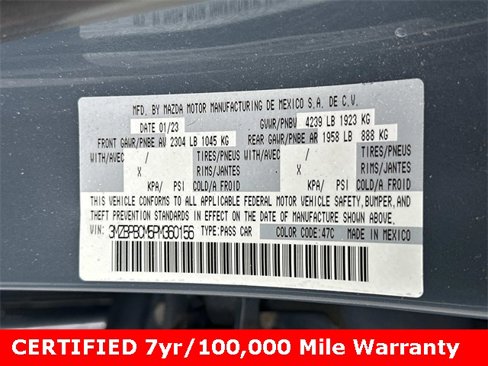 MFD. BY MAZDA MOTOR MANUFACTURING DE MEXICO S.A. DE C.V.
DATE 01/23 GVWR/PNBV 4239 LB 1923 KG
FRONT GAWR/PNBE AV 2304 LB 1045 KG REAR GAWR/PNBE AR 1958 LB 888 KG
WITH/AVEC / TIRES/PNEUS WITH/AVEC / TIRES/PNEUS
X RIMS/JANTES X RIMS/JANTES
KPA/ PSI COLD/A FROID KPA/ PSI COLD/A FROID
THIS VEHICLE CONFORMS TO ALL APPLICABLE FEDERAL MOTOR VEHICLE SAFETY, BUMPER, AND
THEFT PREVENTION STANDARDS IN EFFECT ON THE DATE OF MANUFACTURE SHOWN ABOVE.
VIN: 3MZBPBCM5PM360156 TYPE:PASS CAR COLOR CODE:47C MADE IN MEXICO
CERTIFIED 7yr/100,000 Mile Warranty